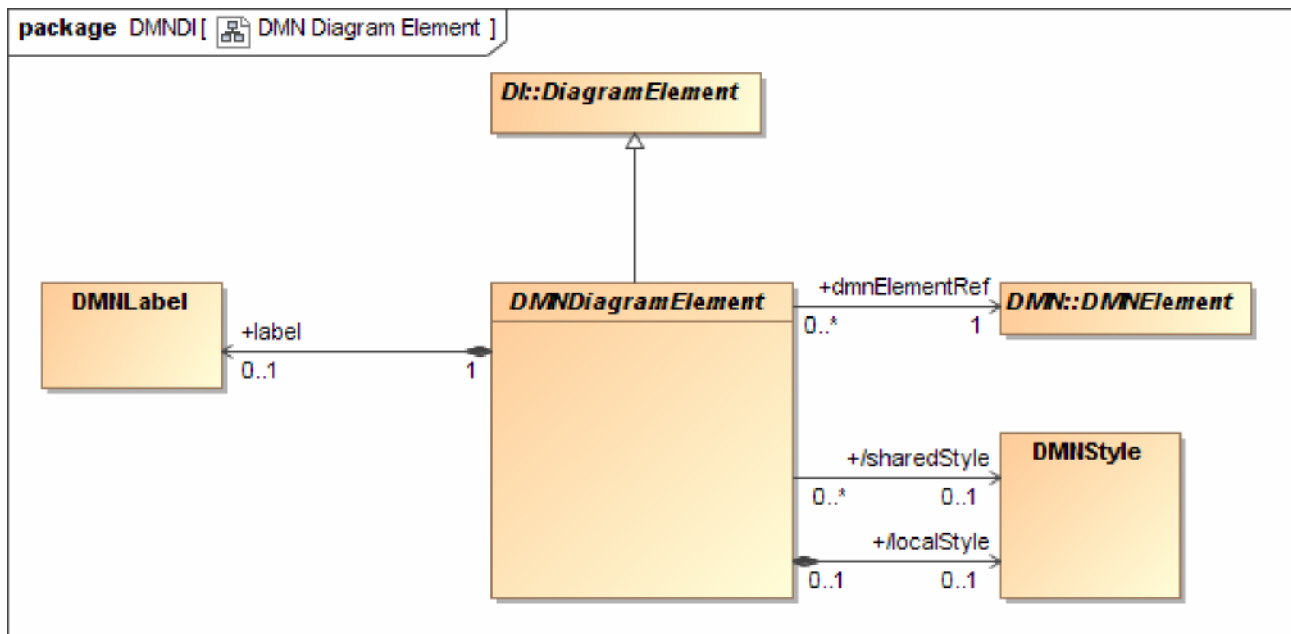 package DMNDI [ DMN Diagram Element ]
DI::DiagramElement
DMNLabel
+label
0..1
1
DMNDiagramElement
+dmnElementRef
0..*
1
DMN::DMNElement
+/sharedStyle
0..*
0..1
+/localStyle
0..1
0..1
DMNStyle